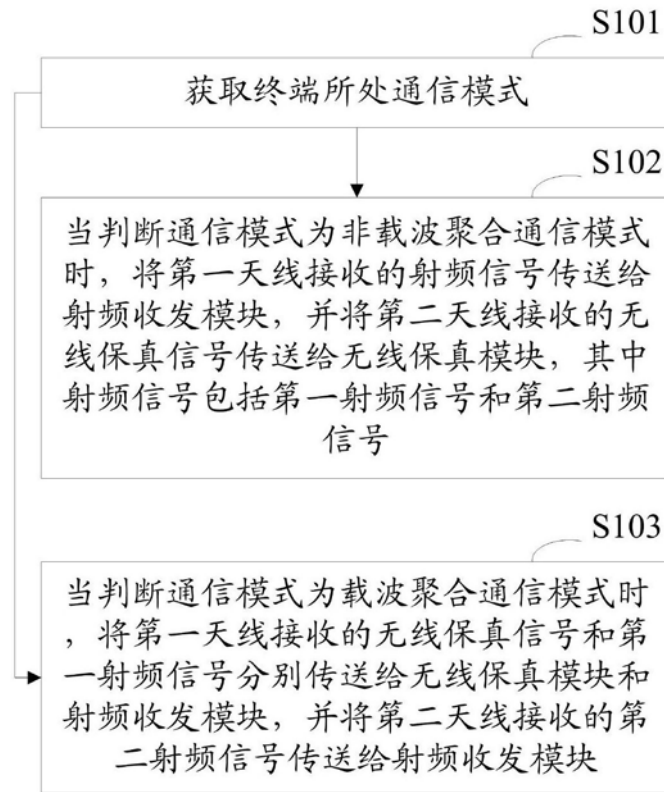 S101
获取终端所处通信模式
S102
当判断通信模式为非载波聚合通信模式
时，将第一天线接收的射频信号传送给
射频收发模块，并将第二天线接收的无
线保真信号传送给无线保真模块，其中
射频信号包括第一射频信号和第二射频
信号
S103
当判断通信模式为载波聚合通信模式时
，将第一天线接收的无线保真信号和第
一射频信号分别传送给无线保真模块和
射频收发模块，并将第二天线接收的第
二射频信号传送给射频收发模块